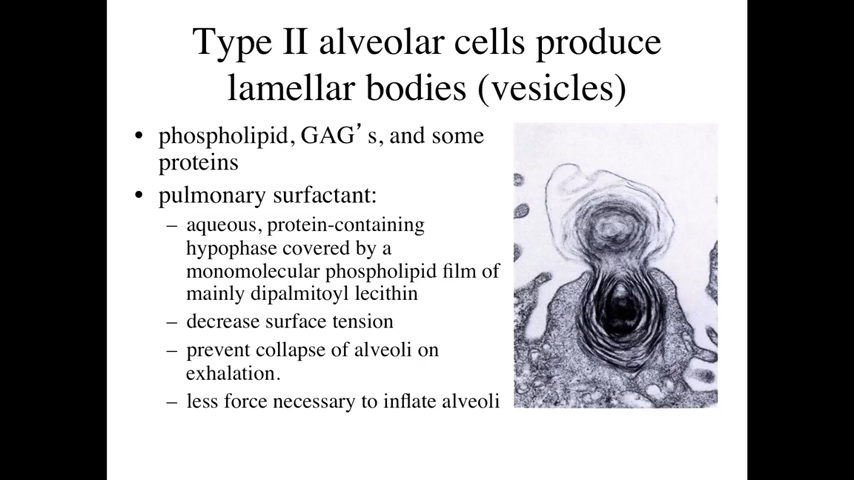 Type II alveolar cells produce
lamellar bodies (vesicles)
• phospholipid, GAG’s, and some
proteins
• pulmonary surfactant:
– aqueous, protein-containing
hypophase covered by a
monomolecular phospholipid film of
mainly dipalmitoyl lecithin
– decrease surface tension
– prevent collapse of alveoli on
exhalation.
– less force necessary to inflate alveoli